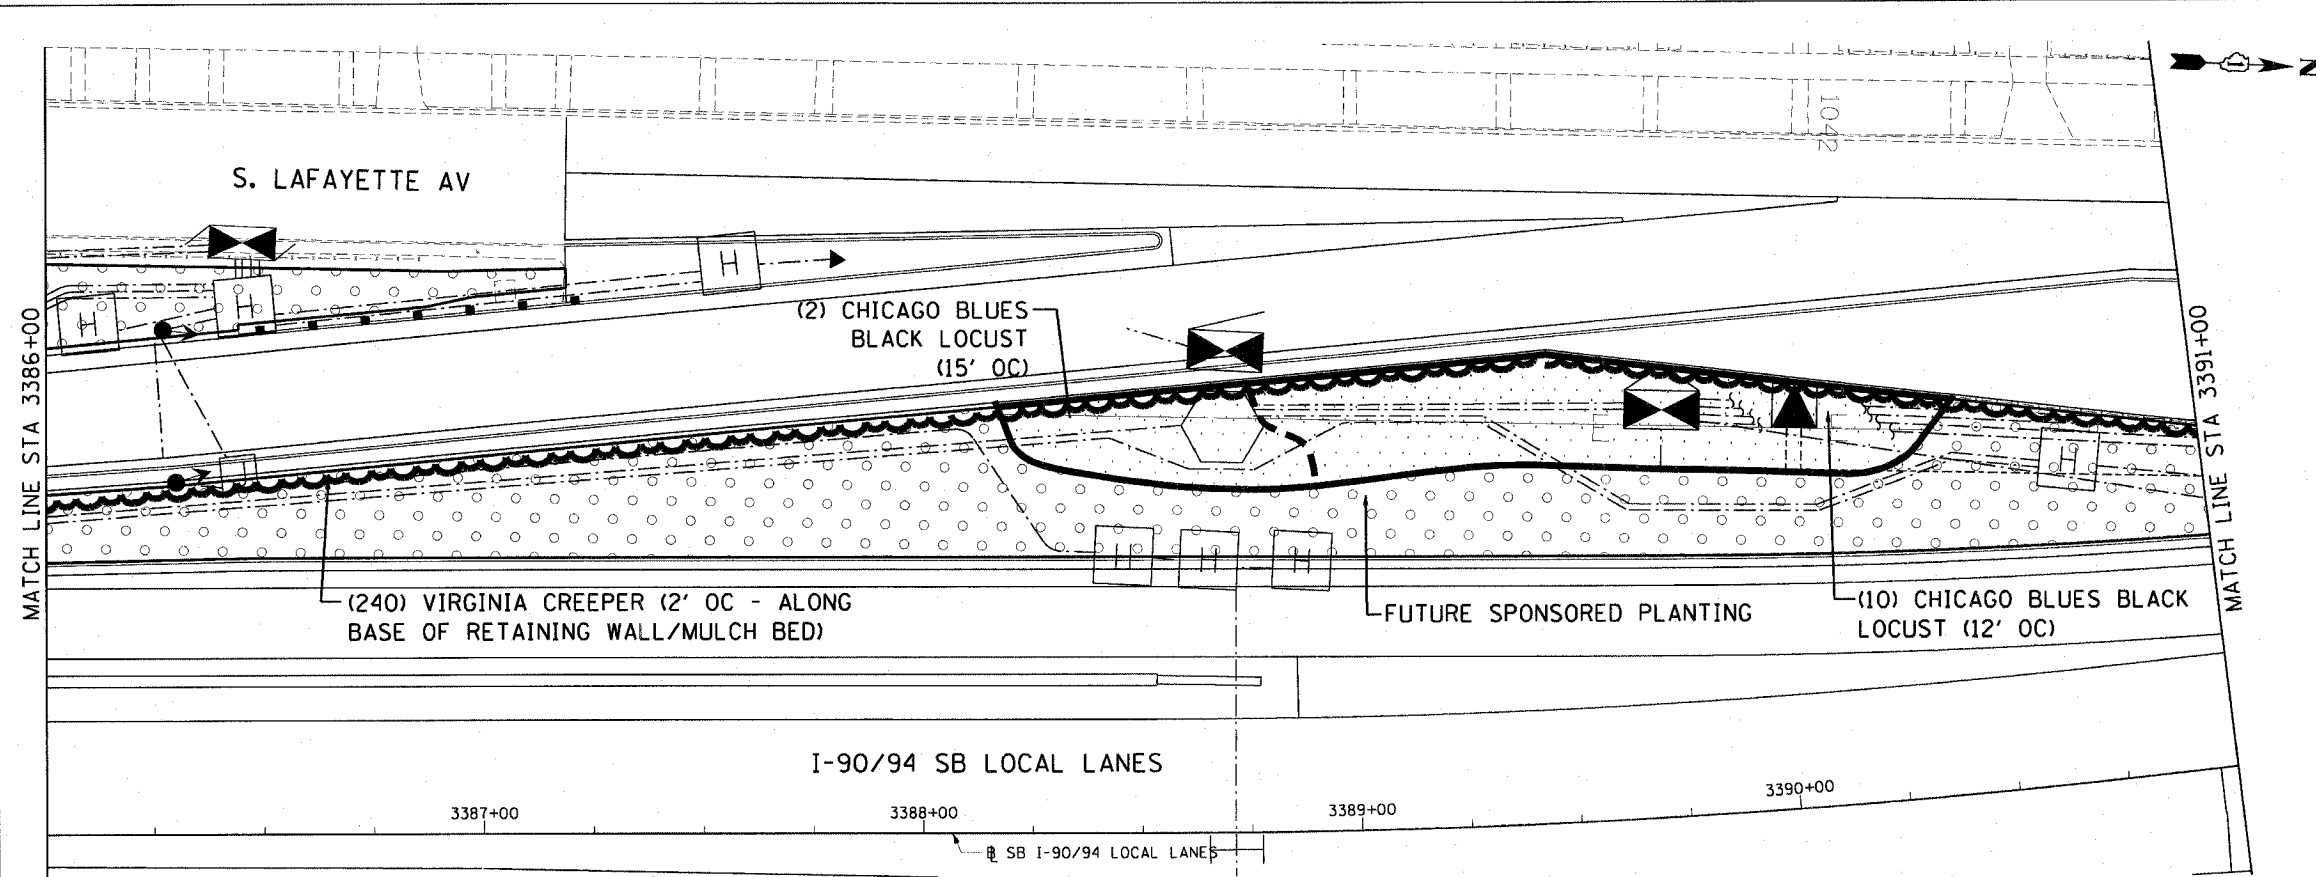 N
1042
S. LAFAYETTE AV
H
H
H
(2) CHICAGO BLUES
BLACK LOCUST
(15' OC)
MATCH LINE STA 3386+00
MATCH LINE STA 3391+00
H
H
H
H
H
(240) VIRGINIA CREEPER (2' OC - ALONG
BASE OF RETAINING WALL/MULCH BED)
FUTURE SPONSORED PLANTING
(10) CHICAGO BLUES BLACK
LOCUST (12' OC)
I-90/94 SB LOCAL LANES
3387+00
3388+00
3389+00
3390+00
SB I-90/94 LOCAL LANES